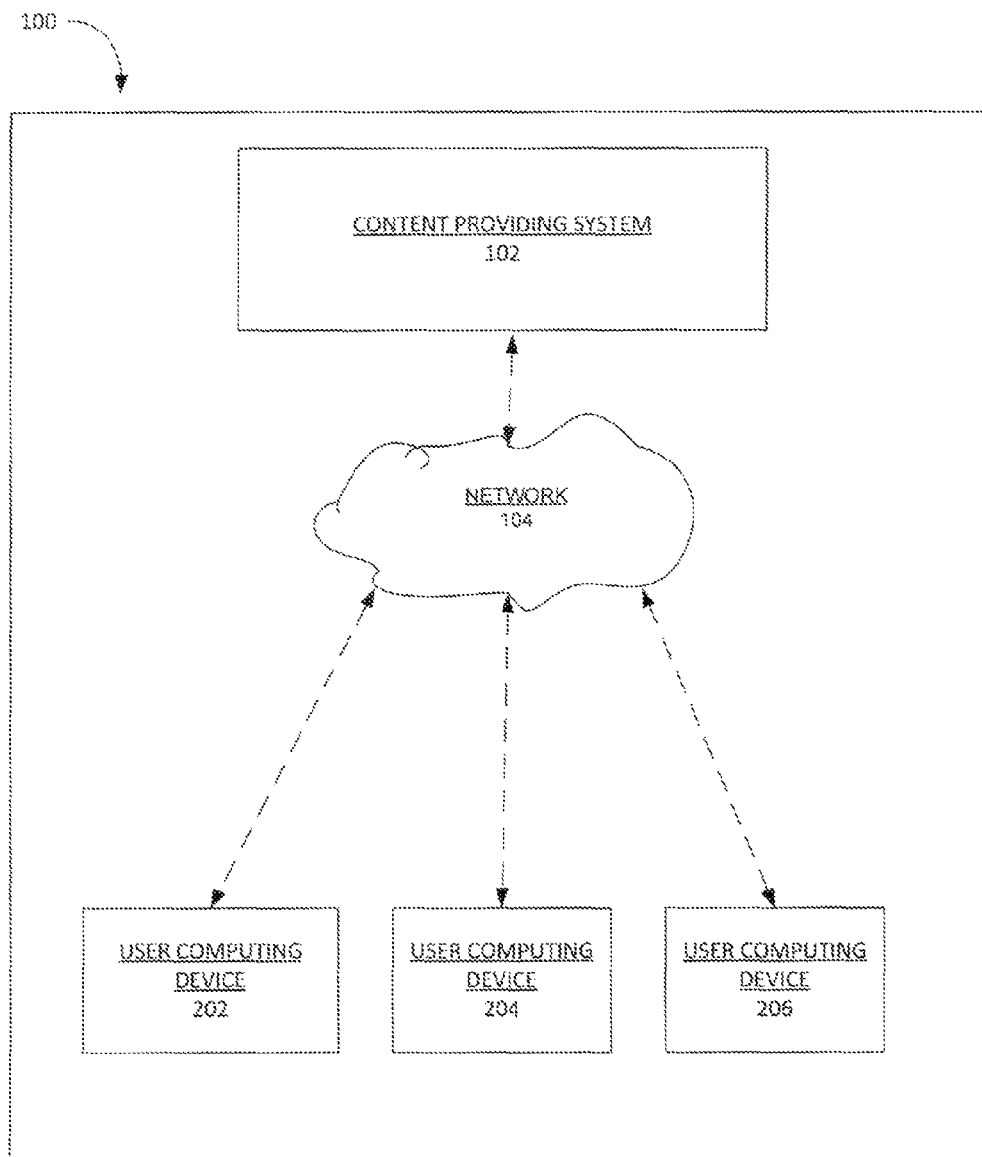 100
CONTENT PROVIDING SYSTEM
102
NETWORK
104
USER COMPUTING
DEVICE
202
USER COMPUTING
DEVICE
204
USER COMPUTING
DEVICE
206